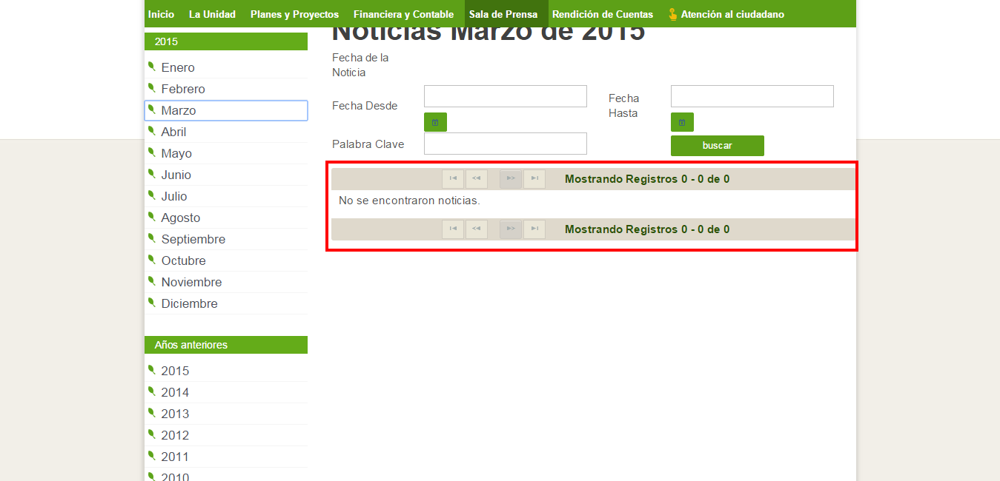 Inicio La Unidad Planes y Proyectos Financiera y Contable Sala de Prensa Rendición de Cuentas Atención al ciudadano
2015
Enero
Febrero
Marzo
Abril
Mayo
Junio
Julio
Agosto
Septiembre
Octubre
Noviembre
Diciembre
Años anteriores
2015
2014
2013
2012
2011
2010
Noticias Marzo de 2015
Fecha de la
Noticia
Fecha Desde
Fecha
Hasta
Palabra Clave
buscar
Mostrando Registros 0 - 0 de 0
No se encontraron noticias.
Mostrando Registros 0 - 0 de 0